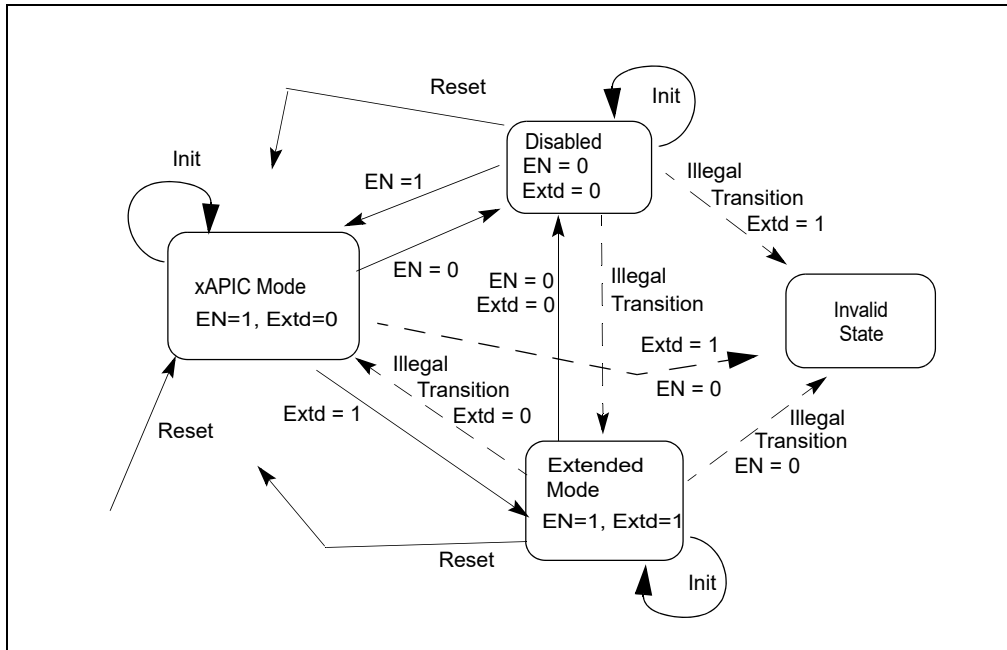 Reset
Init
Disabled
EN = 0
Extd = 0
Illegal
Transition
Extd = 1
Init
EN =1
EN = 0
xAPIC Mode
EN=1, Extd=0
EN = 0
Extd = 0
Illegal
Transition
Invalid
State
Extd = 1
EN = 0
Illegal
Transition
Extd = 0
Extd = 1
Reset
Illegal
Transition
EN = 0
Extended
Mode
EN=1, Extd=1
Reset
Init